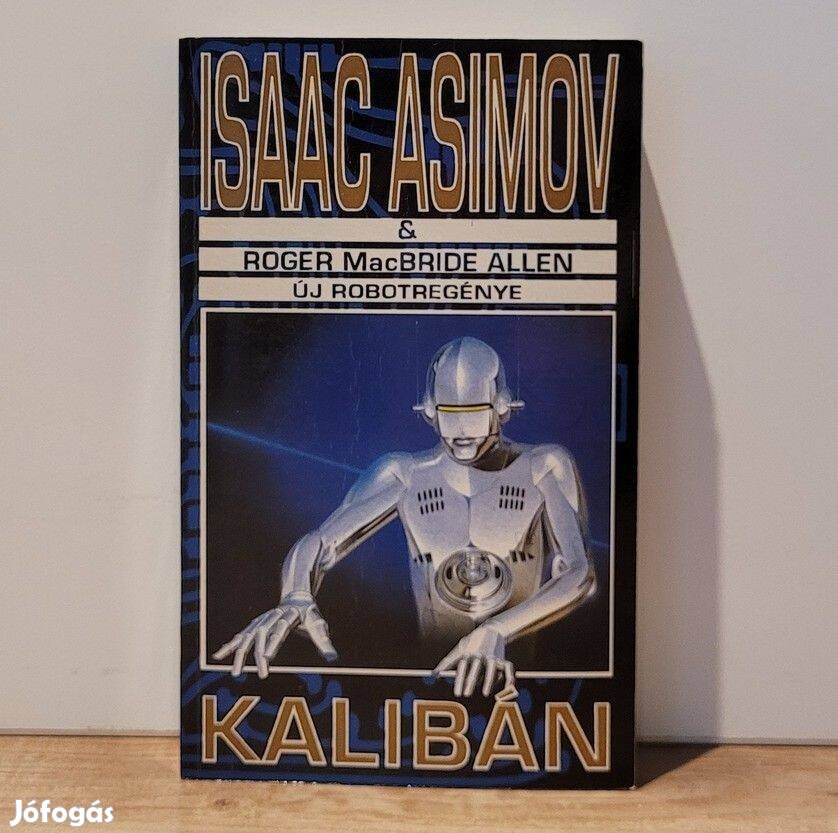 ISAAC ASIMOV
&
ROGER MacBRIDE ALLEN
ÚJ ROBOTREGÉNYE
KALIBÁN
Jófogás